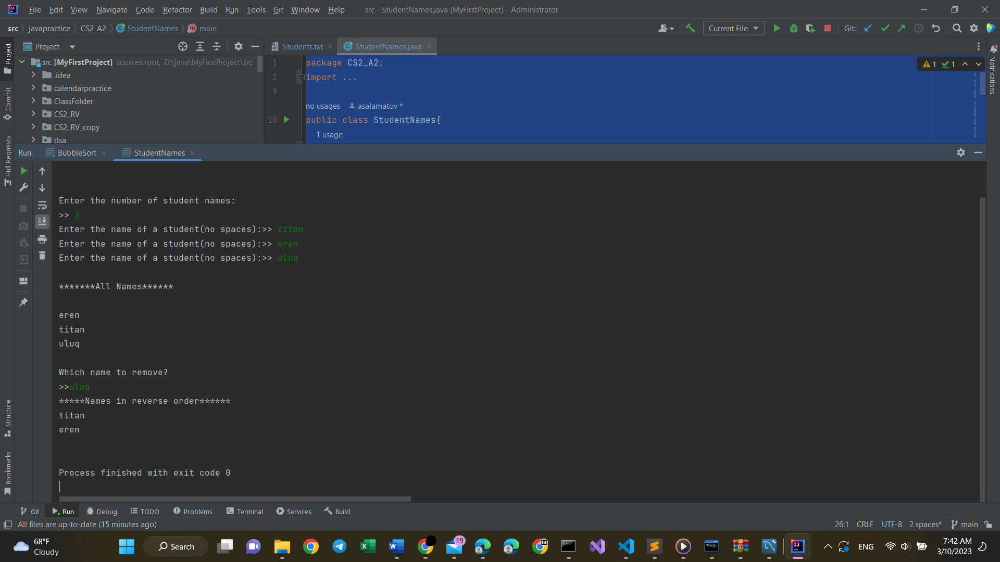 File Edit View Navigate Code Refactor Build Run Tools Git Window Help src - StudentNames.java [MyFirstProject] - Administrator
src javapractice CS2_A2 StudentNames main Current File Git:
Project Students.txt StudentNames.java
src [MyFirstProject] sources root, D:\java\MyFirstProject\src
.idea
calendarpractice
ClassFolder
CS2_RV
CS2_RV_copy
dsa
1 package CS2_A2;
2 import ...
9
no usages asalamatov *
10 public class StudentNames{
1 usage
1 1
Project
Commit
Pull Requests
Structure
Bookmarks
Notifications
Run: BubbleSort StudentNames
Enter the number of student names:
>> 3
Enter the name of a student(no spaces):>> titan
Enter the name of a student(no spaces):>> eren
Enter the name of a student(no spaces):>> uluq
*******All Names******
eren
titan
uluq
Which name to remove?
>>uluq
*****Names in reverse order******
titan
eren
Process finished with exit code 0
Git Run Debug TODO Problems Terminal Services Build
All files are up-to-date (15 minutes ago) 26:1 CRLF UTF-8 2 spaces* main
68°F
Cloudy
Search
19
ENG
7:42 AM
3/10/2023